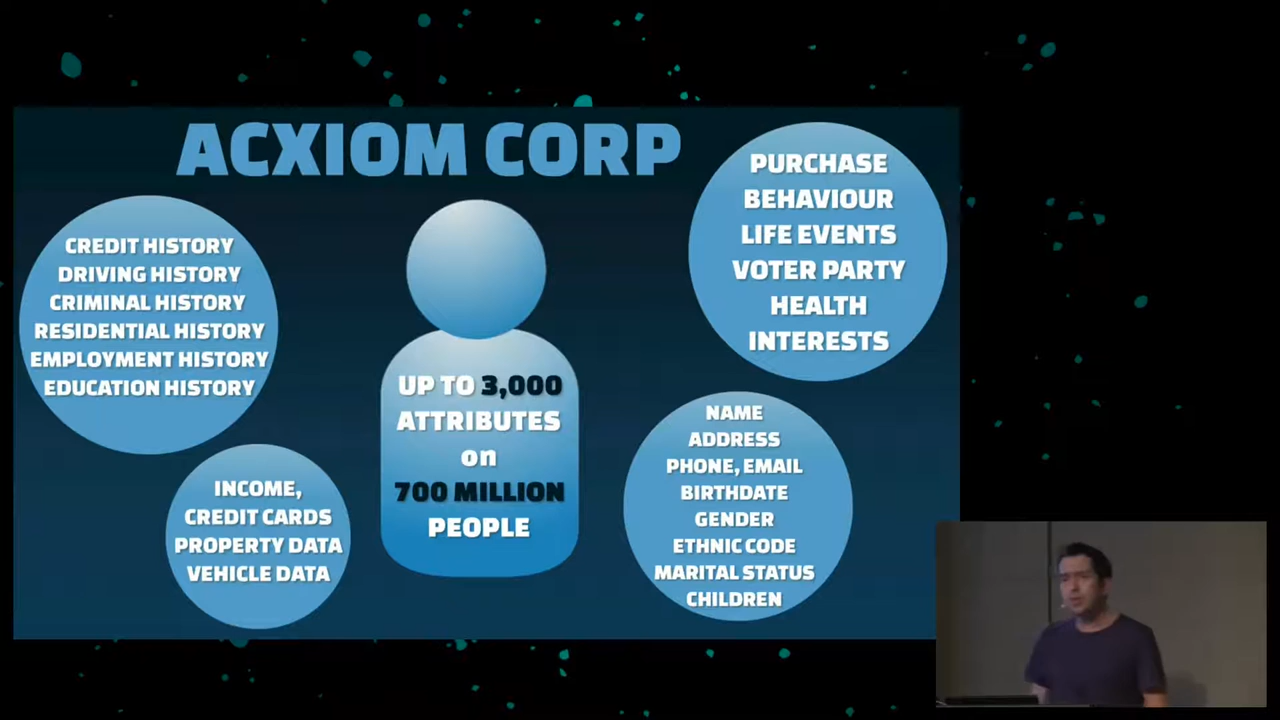 ACXIOM CORP
CREDIT HISTORY
DRIVING HISTORY
CRIMINAL HISTORY
RESIDENTIAL HISTORY
EMPLOYMENT HISTORY
EDUCATION HISTORY
INCOME,
CREDIT CARDS
PROPERTY DATA
VEHICLE DATA
UP TO 3,000
ATTRIBUTES
on
700 MILLION
PEOPLE
PURCHASE
BEHAVIOUR
LIFE EVENTS
VOTER PARTY
HEALTH
INTERESTS
NAME
ADDRESS
PHONE, EMAIL
BIRTHDATE
GENDER
ETHNIC CODE
MARITAL STATUS
CHILDREN